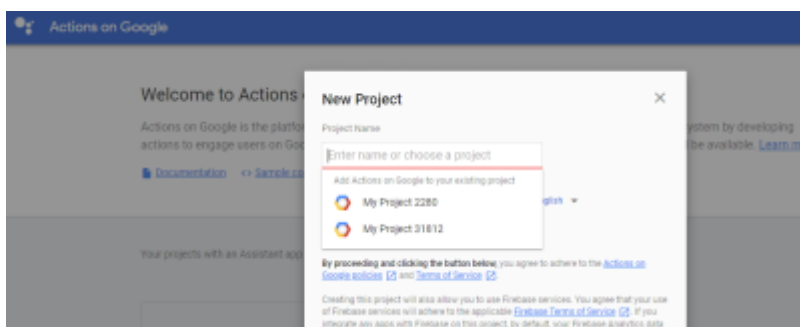 Actions on Google
Welcome to Actions
New Project
Project Name
Actions on Google is the platfor
ystem by developing
actions to engage users on Goo
be available. Learn m
Enter name or choose a project
Documentation <> Sample co
Add Actions on Google to your existing project
My Project 2280
glish
My Project 31812
Your projects with an Assistant app
By proceeding and clicking the button below, you agree to adhere to the Actions on
Google policies and Terms of Service.
Creating this project will also allow you to use Firebase services. You agree that your use
of Firebase services will adhere to the applicable Firebase Terms of Service. If you
integrate any apps with Firebase on this project, by default, your Firebase analytics data